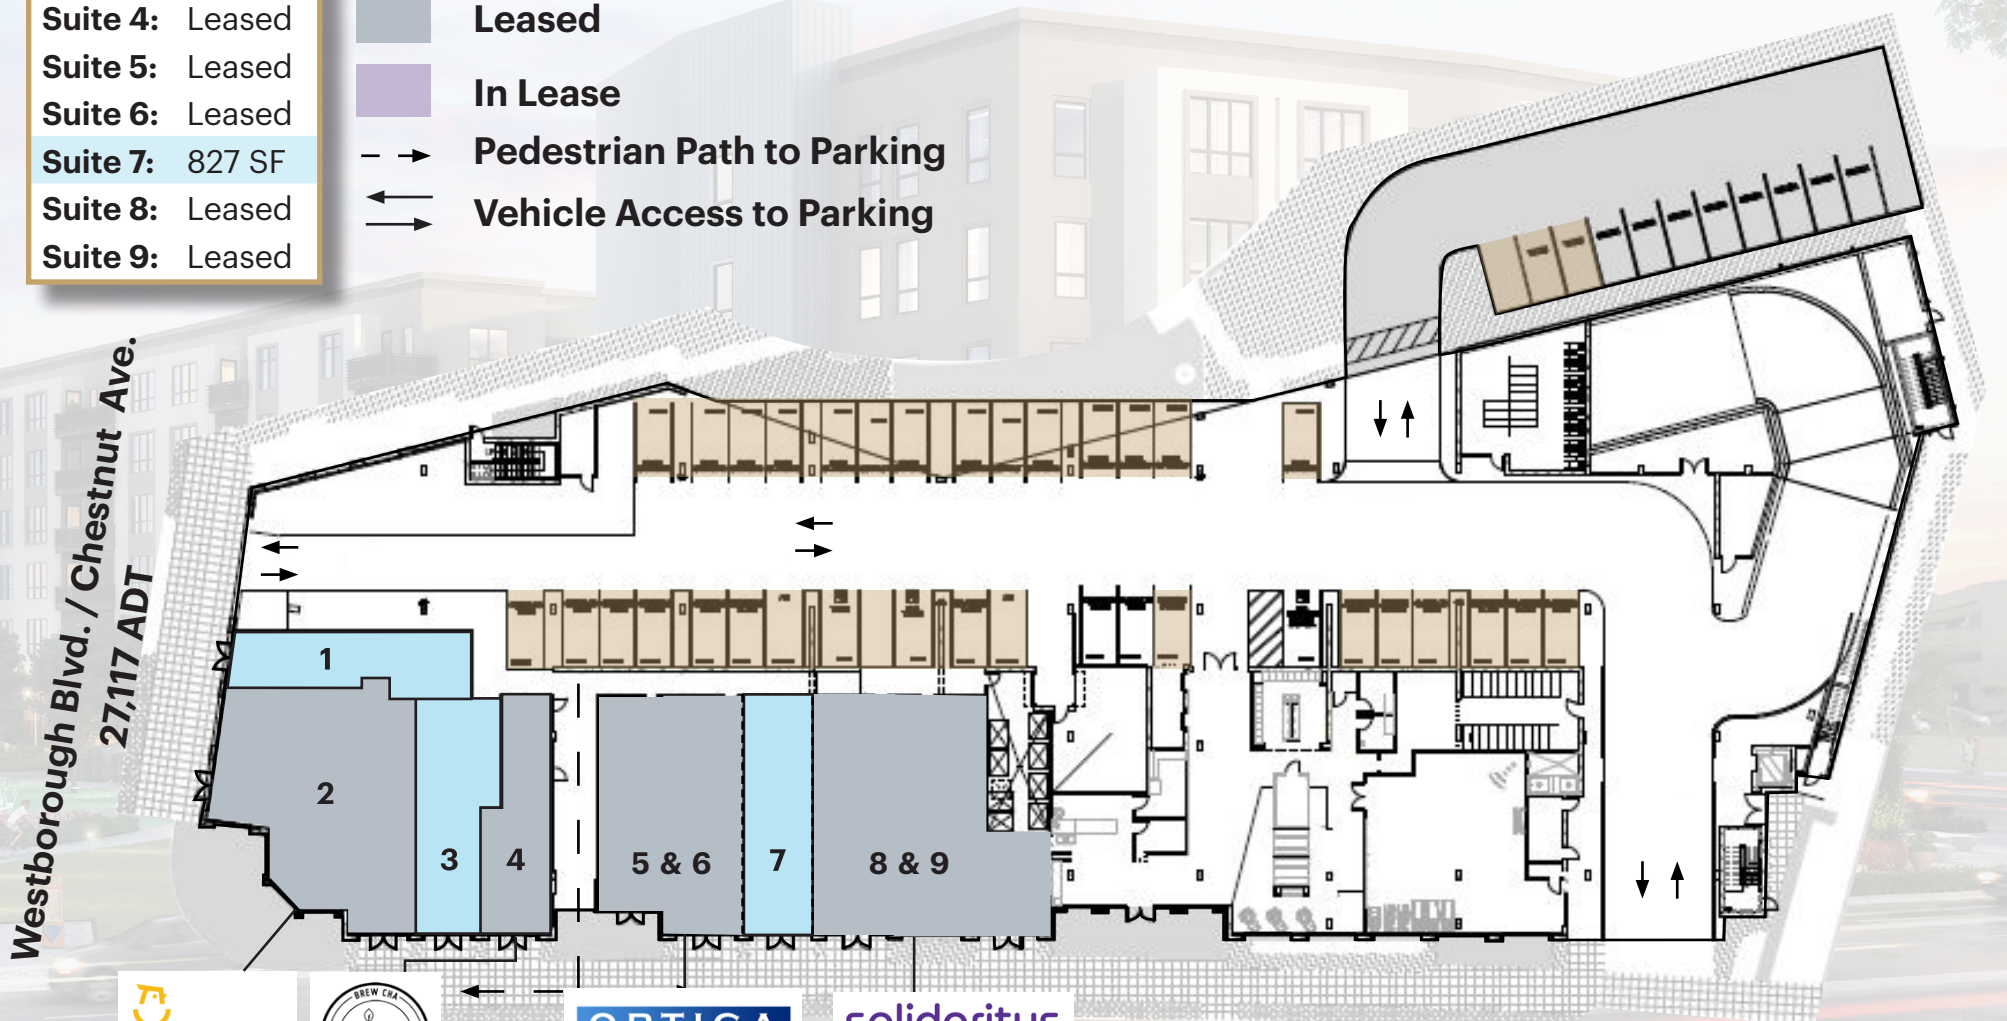 Suite 4: Leased
Suite 5: Leased
Suite 6: Leased
Suite 7: 827 SF
Suite 8: Leased
Suite 9: Leased
Leased
In Lease
Pedestrian Path to Parking
Vehicle Access to Parking
Westborough Blvd. / Chestnut Ave.
27,117 ADT
1
2
3
4
5 & 6
7
8 & 9
BREW CHA